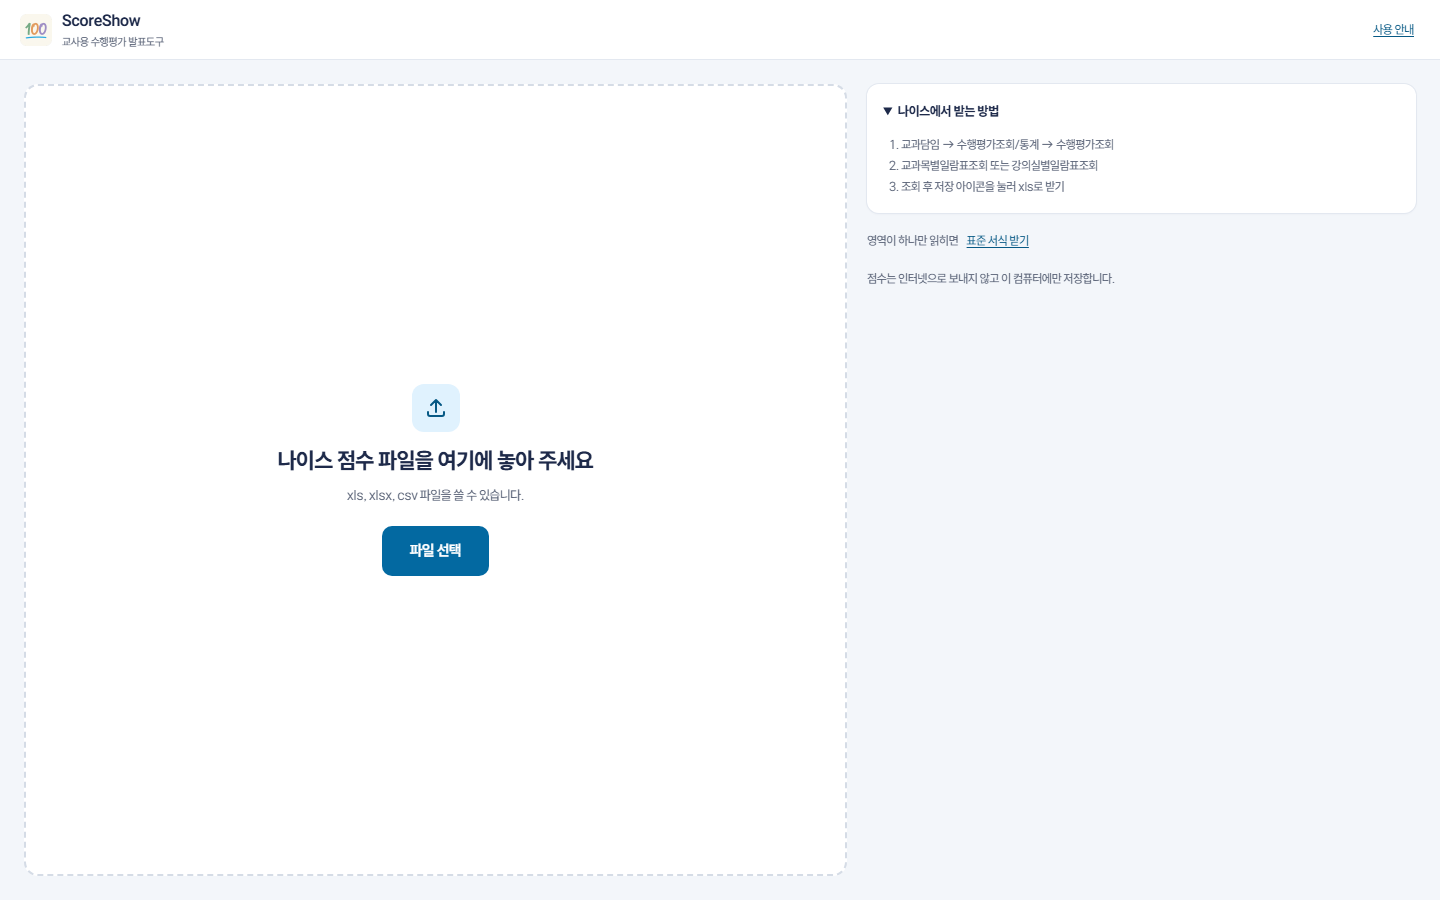 100
ScoreShow
교사용 수행평가 발표도구
사용 안내
나이스 점수 파일을 여기에 놓아 주세요
xls, xlsx, csv 파일을 쓸 수 있습니다.
파일 선택
▼ 나이스에서 받는 방법
1. 교과담임 → 수행평가조회/통계 → 수행평가조회
2. 교과목별일람표조회 또는 강의실별일람표조회
3. 조회 후 저장 아이콘을 눌러 xls로 받기
영역이 하나만 읽히면 표준 서식 받기
점수는 인터넷으로 보내지 않고 이 컴퓨터에만 저장합니다.